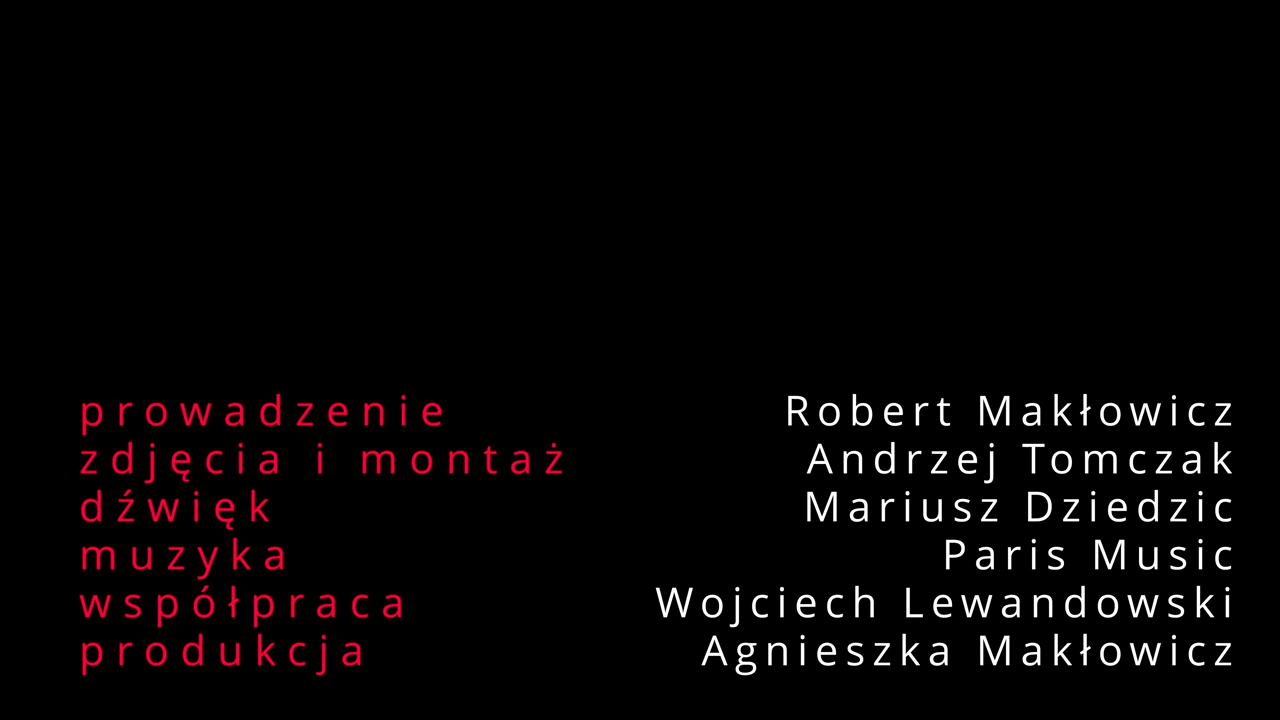 prowadzenie Robert Makłowicz
zdjęcia i montaż Andrzej Tomczak
dźwięk Mariusz Dziedzic
muzyka Paris Music
współpraca Wojciech Lewandowski
produkcja Agnieszka Makłowicz